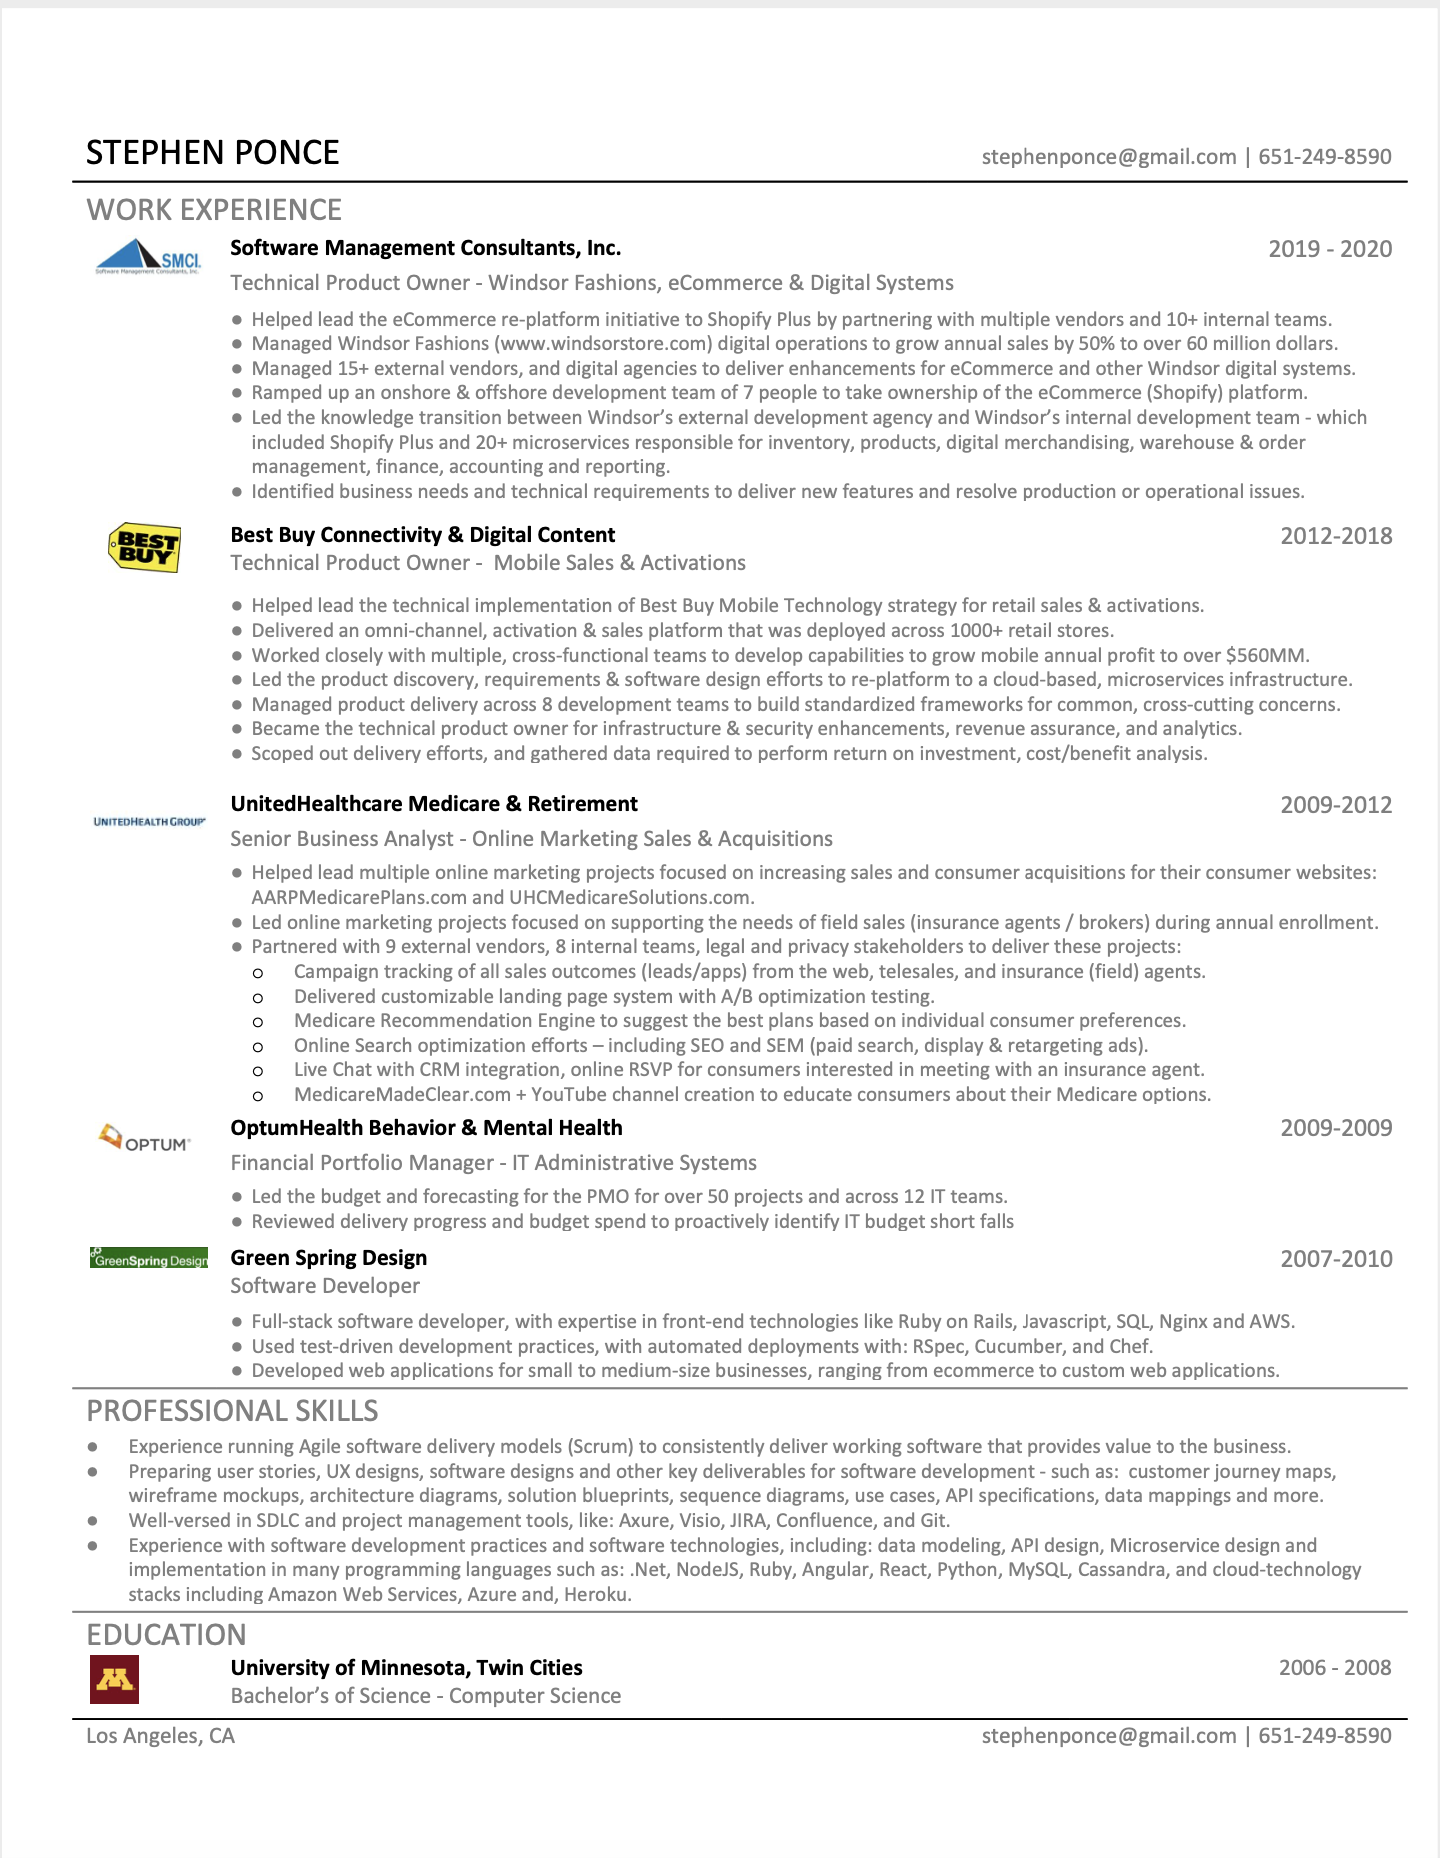 STEPHEN PONCE
stephenponce@gmail.com | 651-249-8590
WORK EXPERIENCE
SMCI.
Software Management Consultants, Inc.
Software Management Consultants, Inc.
2019 - 2020
Technical Product Owner - Windsor Fashions, eCommerce & Digital Systems
● Helped lead the eCommerce re-platform initiative to Shopify Plus by partnering with multiple vendors and 10+ internal teams.
● Managed Windsor Fashions (www.windsorstore.com) digital operations to grow annual sales by 50% to over 60 million dollars.
● Managed 15+ external vendors, and digital agencies to deliver enhancements for eCommerce and other Windsor digital systems.
● Ramped up an onshore & offshore development team of 7 people to take ownership of the eCommerce (Shopify) platform.
● Led the knowledge transition between Windsor’s external development agency and Windsor’s internal development team - which
included Shopify Plus and 20+ microservices responsible for inventory, products, digital merchandising, warehouse & order
management, finance, accounting and reporting.
● Identified business needs and technical requirements to deliver new features and resolve production or operational issues.
BEST
BUY
Best Buy Connectivity & Digital Content
2012-2018
Technical Product Owner -  Mobile Sales & Activations
● Helped lead the technical implementation of Best Buy Mobile Technology strategy for retail sales & activations.
● Delivered an omni-channel, activation & sales platform that was deployed across 1000+ retail stores.
● Worked closely with multiple, cross-functional teams to develop capabilities to grow mobile annual profit to over $560MM.
● Led the product discovery, requirements & software design efforts to re-platform to a cloud-based, microservices infrastructure.
● Managed product delivery across 8 development teams to build standardized frameworks for common, cross-cutting concerns.
● Became the technical product owner for infrastructure & security enhancements, revenue assurance, and analytics.
● Scoped out delivery efforts, and gathered data required to perform return on investment, cost/benefit analysis.
UNITEDHEALTH GROUP
UnitedHealthcare Medicare & Retirement
2009-2012
Senior Business Analyst - Online Marketing Sales & Acquisitions
● Helped lead multiple online marketing projects focused on increasing sales and consumer acquisitions for their consumer websites:
AARPMedicarePlans.com and UHCMedicareSolutions.com.
● Led online marketing projects focused on supporting the needs of field sales (insurance agents / brokers) during annual enrollment.
● Partnered with 9 external vendors, 8 internal teams, legal and privacy stakeholders to deliver these projects:
o Campaign tracking of all sales outcomes (leads/apps) from the web, telesales, and insurance (field) agents.
o Delivered customizable landing page system with A/B optimization testing.
o Medicare Recommendation Engine to suggest the best plans based on individual consumer preferences.
o Online Search optimization efforts – including SEO and SEM (paid search, display & retargeting ads).
o Live Chat with CRM integration, online RSVP for consumers interested in meeting with an insurance agent.
o MedicareMadeClear.com + YouTube channel creation to educate consumers about their Medicare options.
OPTUM
OptumHealth Behavior & Mental Health
2009-2009
Financial Portfolio Manager - IT Administrative Systems
● Led the budget and forecasting for the PMO for over 50 projects and across 12 IT teams.
● Reviewed delivery progress and budget spend to proactively identify IT budget short falls
GreenSpring Design
Green Spring Design
2007-2010
Software Developer
● Full-stack software developer, with expertise in front-end technologies like Ruby on Rails, Javascript, SQL, Nginx and AWS.
● Used test-driven development practices, with automated deployments with: RSpec, Cucumber, and Chef.
● Developed web applications for small to medium-size businesses, ranging from ecommerce to custom web applications.
PROFESSIONAL SKILLS
● Experience running Agile software delivery models (Scrum) to consistently deliver working software that provides value to the business.
● Preparing user stories, UX designs, software designs and other key deliverables for software development - such as:  customer journey maps,
wireframe mockups, architecture diagrams, solution blueprints, sequence diagrams, use cases, API specifications, data mappings and more.
● Well-versed in SDLC and project management tools, like: Axure, Visio, JIRA, Confluence, and Git.
● Experience with software development practices and software technologies, including: data modeling, API design, Microservice design and
implementation in many programming languages such as: .Net, NodeJS, Ruby, Angular, React, Python, MySQL, Cassandra, and cloud-technology
stacks including Amazon Web Services, Azure and, Heroku.
EDUCATION
M
University of Minnesota, Twin Cities
2006 - 2008
Bachelor’s of Science - Computer Science
Los Angeles, CA
stephenponce@gmail.com | 651-249-8590